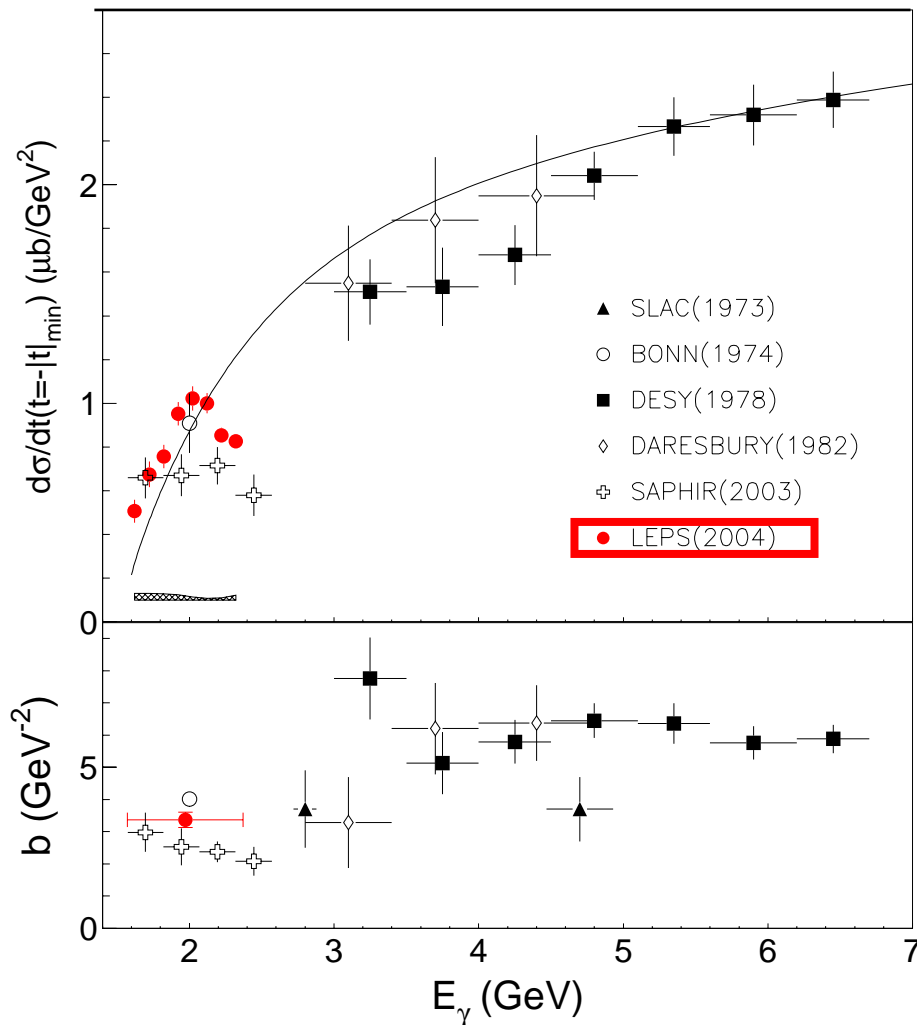 dσ/dt(t=-|t|min) (μb/GeV²)
2
1
0
SLAC(1973)
BONN(1974)
DESY(1978)
DARESBURY(1982)
SAPHIR(2003)
LEPS(2004)
b (GeV⁻²)
5
0
2 3 4 5 6 7
Eγ (GeV)